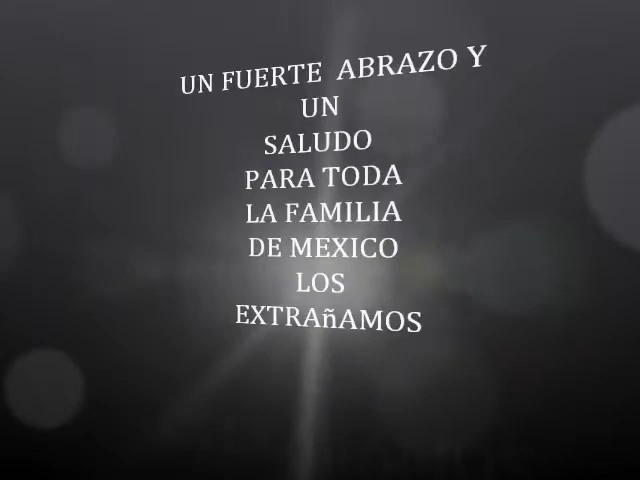 UN FUERTE ABRAZO Y
UN
SALUDO
PARA TODA
LA FAMILIA
DE MEXICO
LOS
EXTRAñAMOS